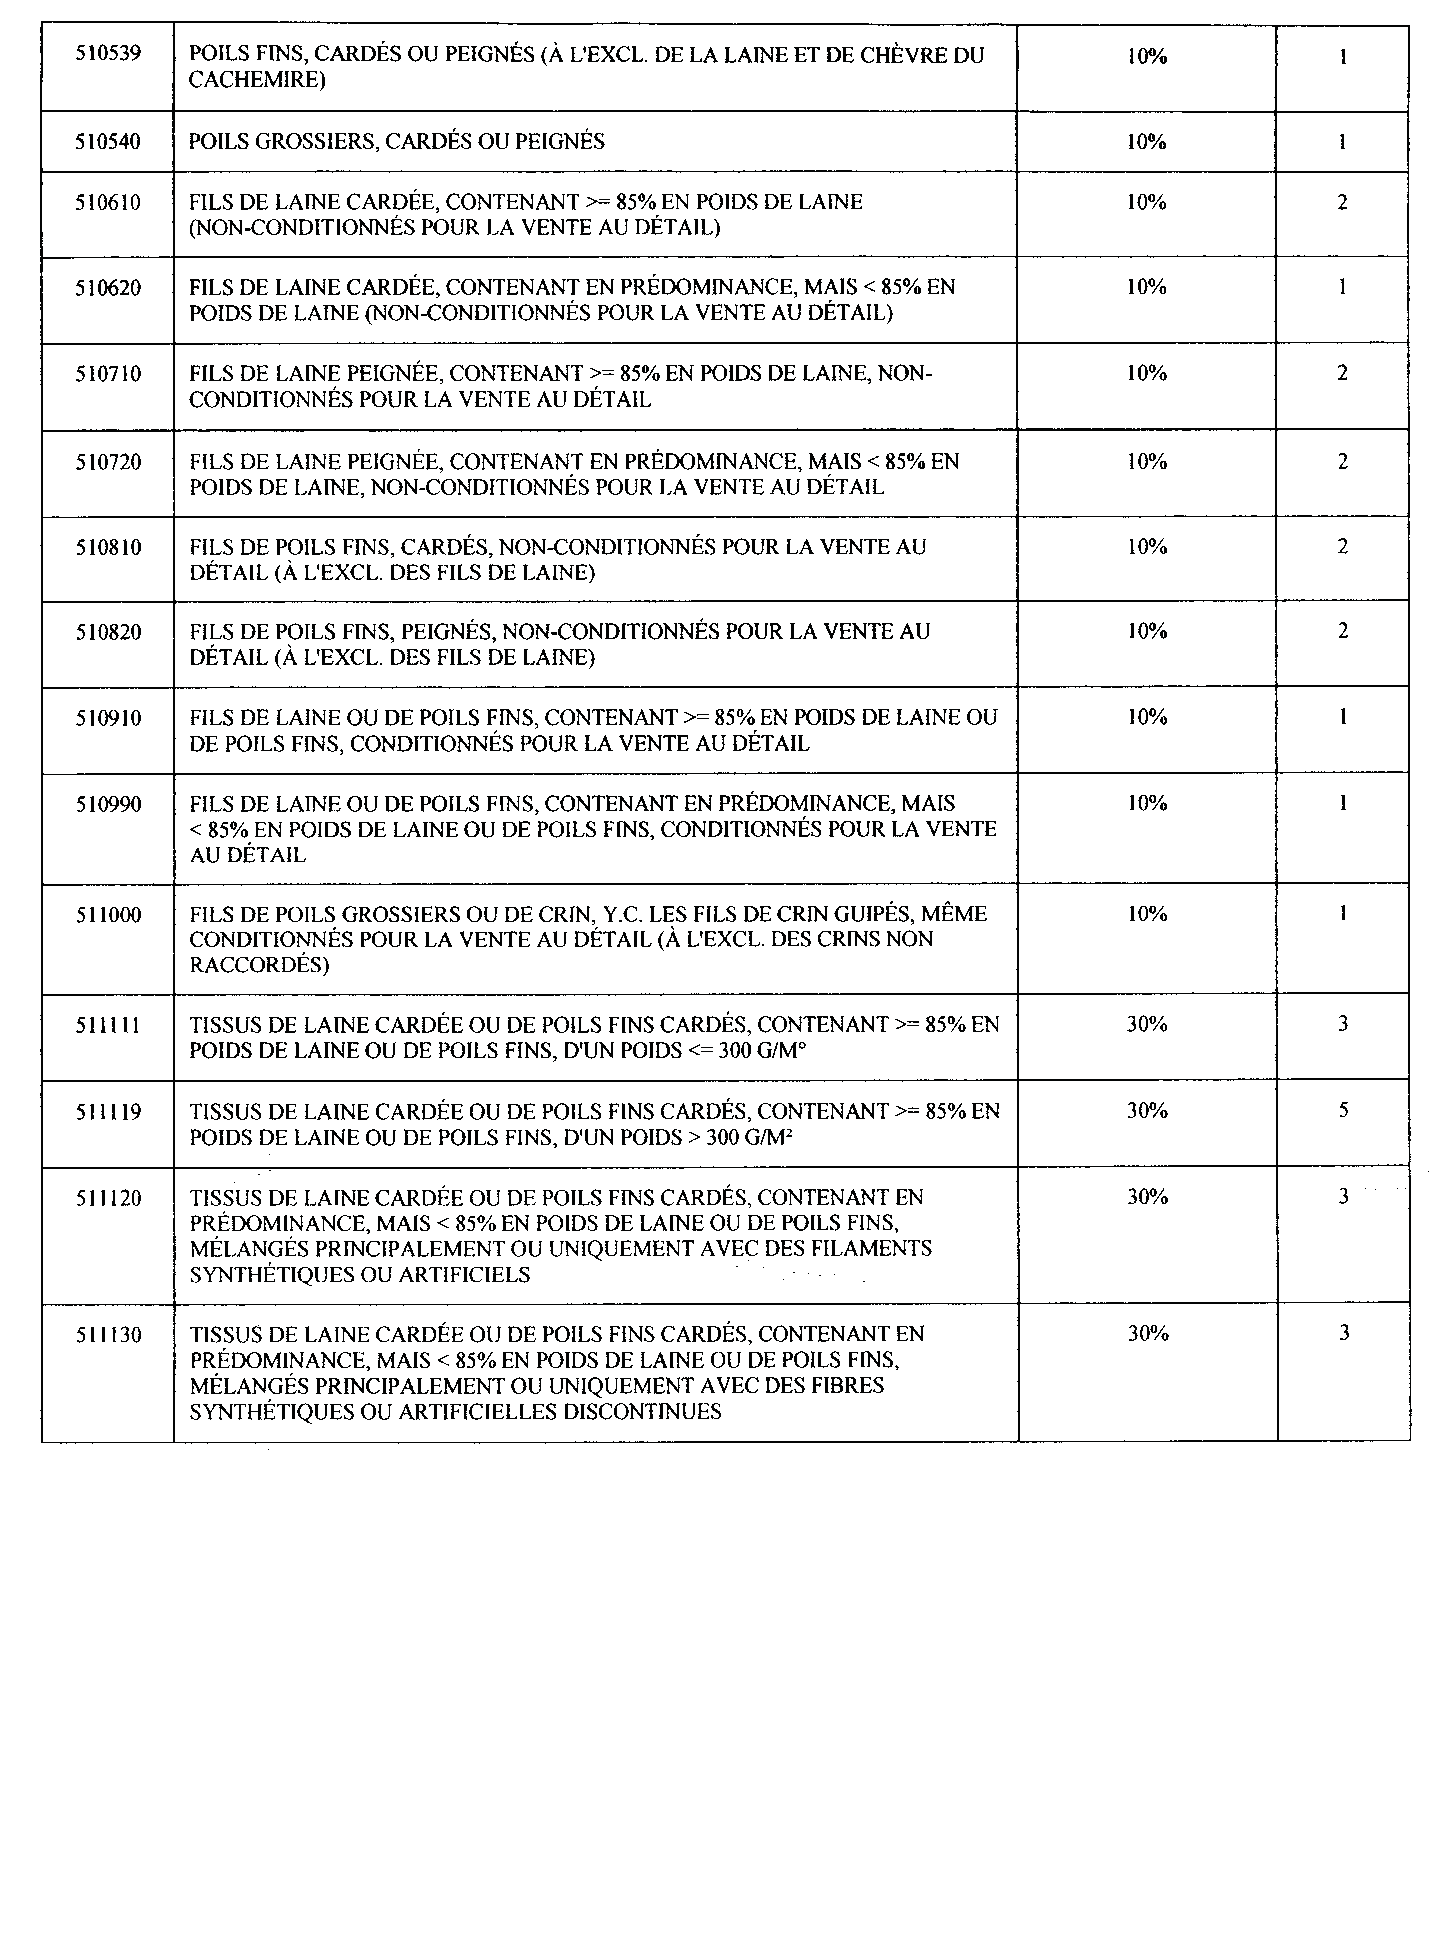 510539 POILS FINS, CARDÉS OU PEIGNÉS (À L'EXCL. DE LA LAINE ET DE CHÈVRE DU 10% 1
CACHEMIRE)
510540 POILS GROSSIERS, CARDÉS OU PEIGNÉS 10% 1
510610 FILS DE LAINE CARDÉE, CONTENANT >= 85% EN POIDS DE LAINE 10% 2
(NON-CONDITIONNÉS POUR LA VENTE AU DÉTAIL)
510620 FILS DE LAINE CARDÉE, CONTENANT EN PRÉDOMINANCE, MAIS < 85% EN 10% 1
POIDS DE LAINE (NON-CONDITIONNÉS POUR LA VENTE AU DÉTAIL)
510710 FILS DE LAINE PEIGNÉE, CONTENANT >= 85% EN POIDS DE LAINE, NON- 10% 2
CONDITIONNÉS POUR LA VENTE AU DÉTAIL
510720 FILS DE LAINE PEIGNÉE, CONTENANT EN PRÉDOMINANCE, MAIS < 85% EN 10% 2
POIDS DE LAINE, NON-CONDITIONNÉS POUR LA VENTE AU DÉTAIL
510810 FILS DE POILS FINS, CARDÉS, NON-CONDITIONNÉS POUR LA VENTE AU 10% 2
DÉTAIL (À L'EXCL. DES FILS DE LAINE)
510820 FILS DE POILS FINS, PEIGNÉS, NON-CONDITIONNÉS POUR LA VENTE AU 10% 2
DÉTAIL (À L'EXCL. DES FILS DE LAINE)
510910 FILS DE LAINE OU DE POILS FINS, CONTENANT >= 85% EN POIDS DE LAINE OU 10% 1
DE POILS FINS, CONDITIONNÉS POUR LA VENTE AU DÉTAIL
510990 FILS DE LAINE OU DE POILS FINS, CONTENANT EN PRÉDOMINANCE, MAIS 10% 1
< 85% EN POIDS DE LAINE OU DE POILS FINS, CONDITIONNÉS POUR LA VENTE
AU DÉTAIL
511000 FILS DE POILS GROSSIERS OU DE CRIN, Y.C. LES FILS DE CRIN GUIPÉS, MÊME 10% 1
CONDITIONNÉS POUR LA VENTE AU DÉTAIL (À L'EXCL. DES CRINS NON
RACCORDÉS)
511111 TISSUS DE LAINE CARDÉE OU DE POILS FINS CARDÉS, CONTENANT >= 85% EN 30% 3
POIDS DE LAINE OU DE POILS FINS, D'UN POIDS <= 300 G/M°
511119 TISSUS DE LAINE CARDÉE OU DE POILS FINS CARDÉS, CONTENANT >= 85% EN 30% 5
POIDS DE LAINE OU DE POILS FINS, D'UN POIDS > 300 G/M²
511120 TISSUS DE LAINE CARDÉE OU DE POILS FINS CARDÉS, CONTENANT EN 30% 3
PRÉDOMINANCE, MAIS < 85% EN POIDS DE LAINE OU DE POILS FINS,
MÉLANGÉS PRINCIPALEMENT OU UNIQUEMENT AVEC DES FILAMENTS
SYNTHÉTIQUES OU ARTIFICIELS
511130 TISSUS DE LAINE CARDÉE OU DE POILS FINS CARDÉS, CONTENANT EN 30% 3
PRÉDOMINANCE, MAIS < 85% EN POIDS DE LAINE OU DE POILS FINS,
MÉLANGÉS PRINCIPALEMENT OU UNIQUEMENT AVEC DES FIBRES
SYNTHÉTIQUES OU ARTIFICIELLES DISCONTINUES